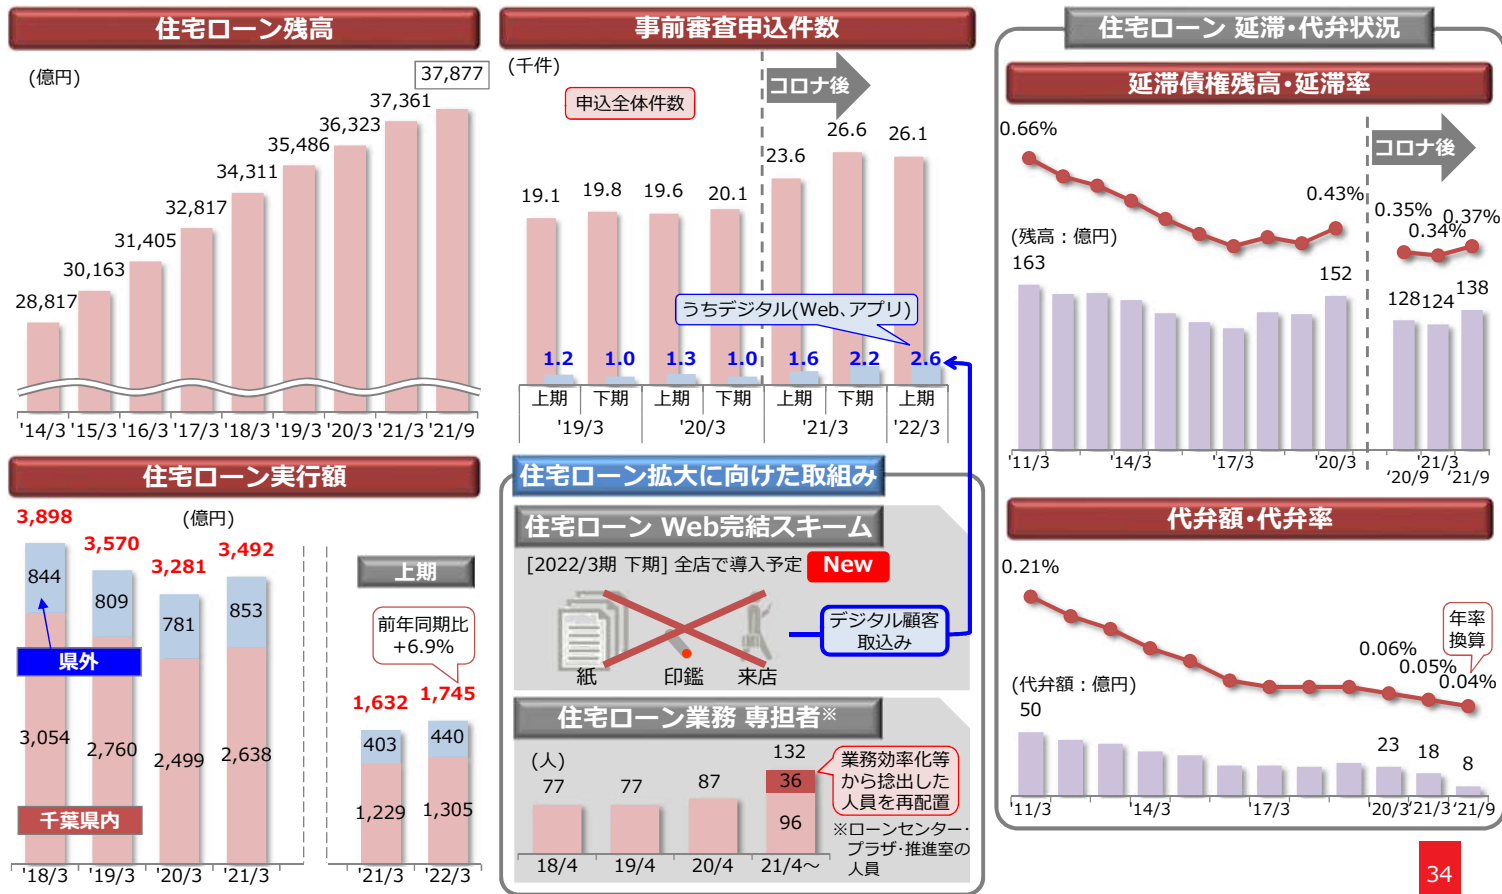 住宅ローン残高
(億円)
28,817
30,163
31,405
32,817
34,311
35,486
36,323
37,361
37,877
'14/3 '15/3 '16/3 '17/3 '18/3 '19/3 '20/3 '21/3 '21/9
事前審査申込件数
(千件)
申込全体件数
コロナ後
19.1 19.8 19.6 20.1 23.6 26.6 26.1
うちデジタル(Web、アプリ)
1.2 1.0 1.3 1.0 1.6 2.2 2.6
上期 下期 上期 下期 上期 下期 上期
'19/3 '20/3 '21/3 '22/3
住宅ローン 延滞・代弁状況
延滞債権残高・延滞率
0.66%
コロナ後
0.43%
0.35%
0.34%
0.37%
(残高：億円)
163
152
128
124
138
'11/3 '14/3 '17/3 '20/3 '21/3
‘20/9 '21/9
住宅ローン実行額
(億円)
3,898
3,570
3,281
3,492
844
809
781
853
県外
3,054
2,760
2,499
2,638
千葉県内
'18/3 '19/3 '20/3 '21/3
上期
前年同期比
+6.9%
1,632
1,745
403
440
1,229
1,305
'21/3 '22/3
住宅ローン拡大に向けた取組み
住宅ローン Web完結スキーム
[2022/3期 下期] 全店で導入予定 New
紙 印鑑 来店
デジタル顧客
取込み
住宅ローン業務 専担者※
(人)
77
77
87
132
36
96
18/4 19/4 20/4 21/4～
業務効率化等
から捻出した
人員を再配置
※ローンセンター・
プラザ・推進室の
人員
代弁額・代弁率
0.21%
年率
換算
0.06%
0.05%
0.04%
(代弁額：億円)
50
23
18
8
'11/3 14/3 '17/3 20/3 '21/3 '21/9
34